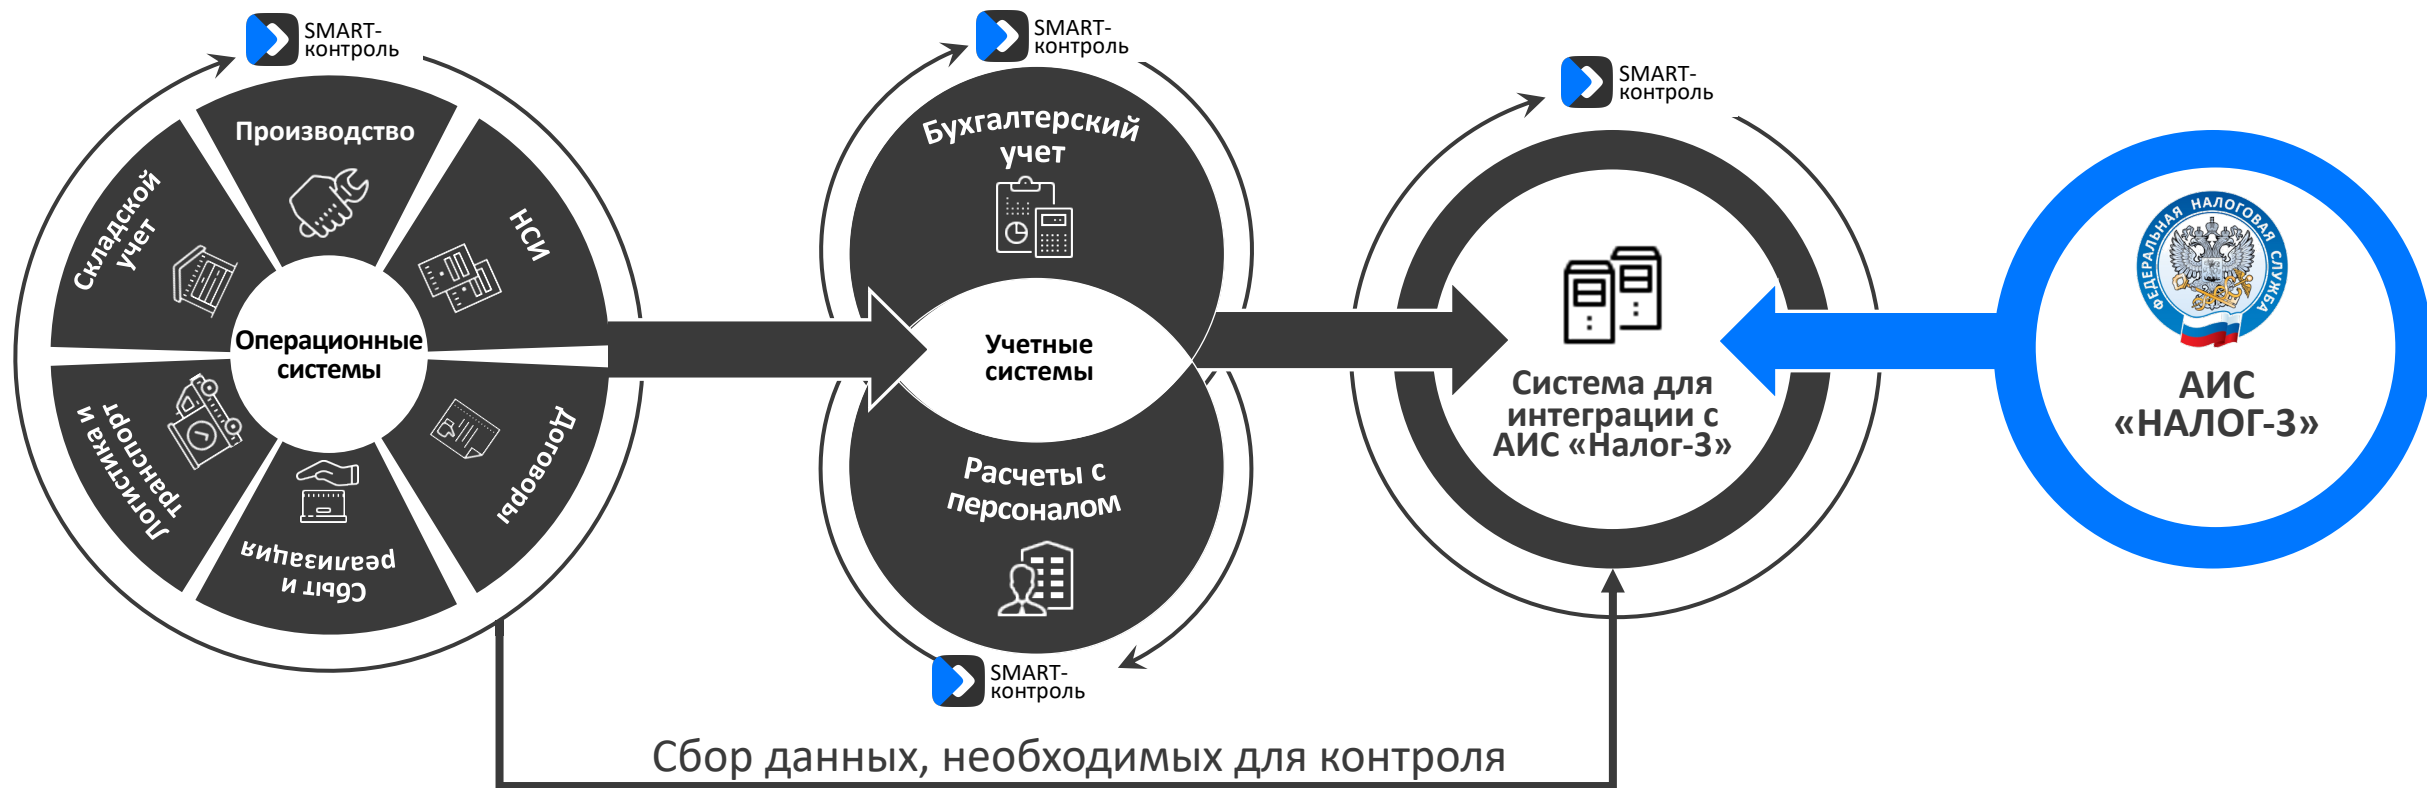 SMART-
контроль
Производство
НСИ
Договоры
Сбыт и
реализация
Логистика и
транспорт
Складской
учет
Операционные
системы
SMART-
контроль
Бухгалтерский
учет
Учетные
системы
Расчеты с
персоналом
SMART-
контроль
SMART-
контроль
Система для
интеграции с
АИС «Налог-3»
ФЕДЕРАЛЬНАЯ НАЛОГОВАЯ СЛУЖБА
АИС
«НАЛОГ-3»
Сбор данных, необходимых для контроля